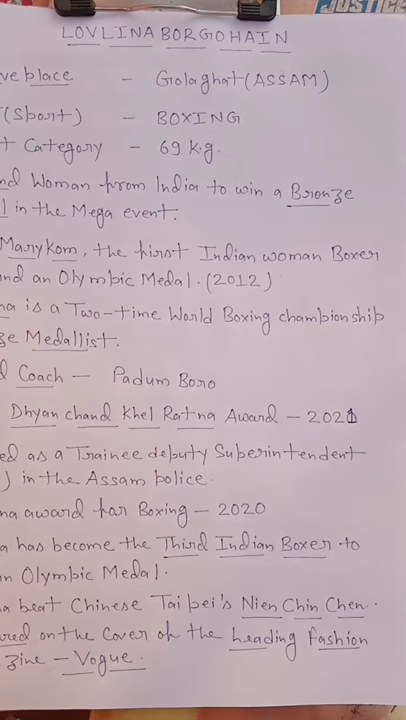 JUSTICE
LOVLINA BORGOHAIN
ve place - Golaghat (ASSAM)
(Sport) - BOXING
t Category - 69 k.g.
nd Woman from India to win a Bronze
l in the Mega event.
Marykom, the first Indian woman Boxer
nd an Olympic Medal. (2012)
na is a Two-time World Boxing championship
ze Medallist.
d Coach - Padum Boro
Dhyan chand Khel Ratna Award - 2021
ed as a Trainee deputy Superintendent
) in the Assam police.
na award for Boxing - 2020
a has become the Third Indian Boxer to
n Olympic Medal.
a beat Chinese Taipei's Nien Chin Chen.
red on the Cover of the leading fashion
zine - Vogue.